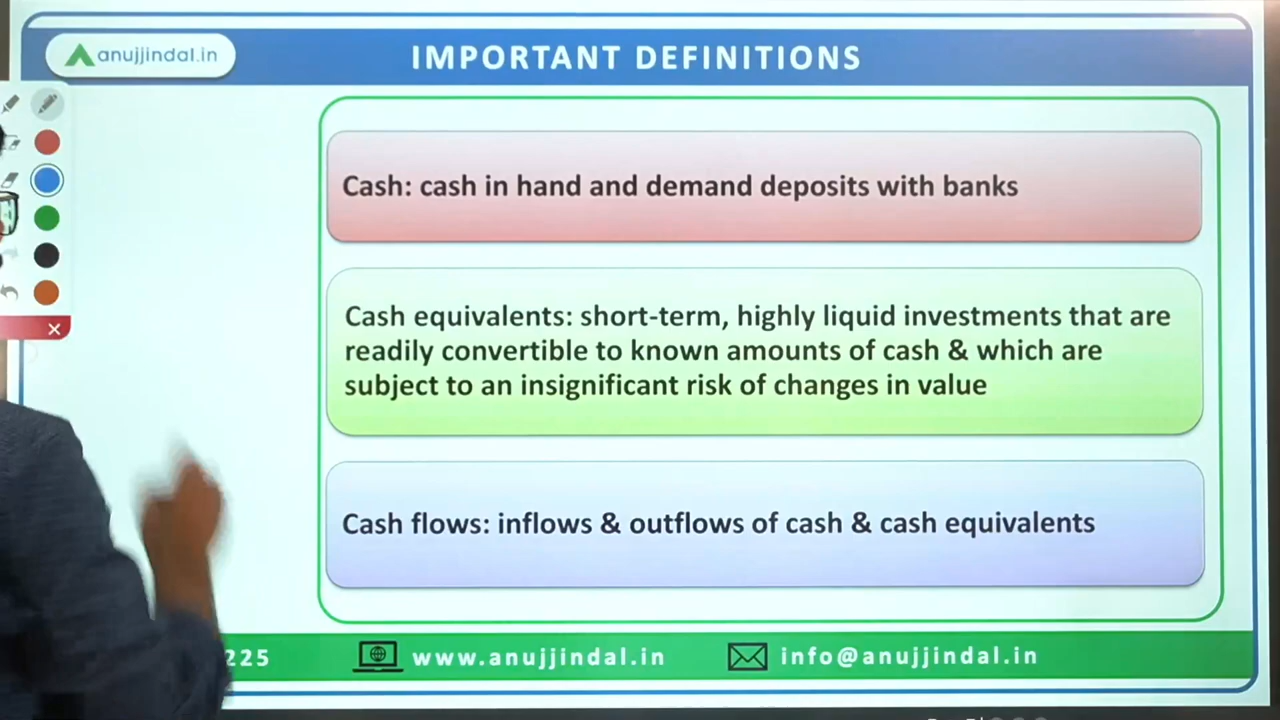 anujjindal.in
IMPORTANT DEFINITIONS
Cash: cash in hand and demand deposits with banks
Cash equivalents: short-term, highly liquid investments that are
readily convertible to known amounts of cash & which are
subject to an insignificant risk of changes in value
Cash flows: inflows & outflows of cash & cash equivalents
225
www.anujjindal.in
info@anujjindal.in